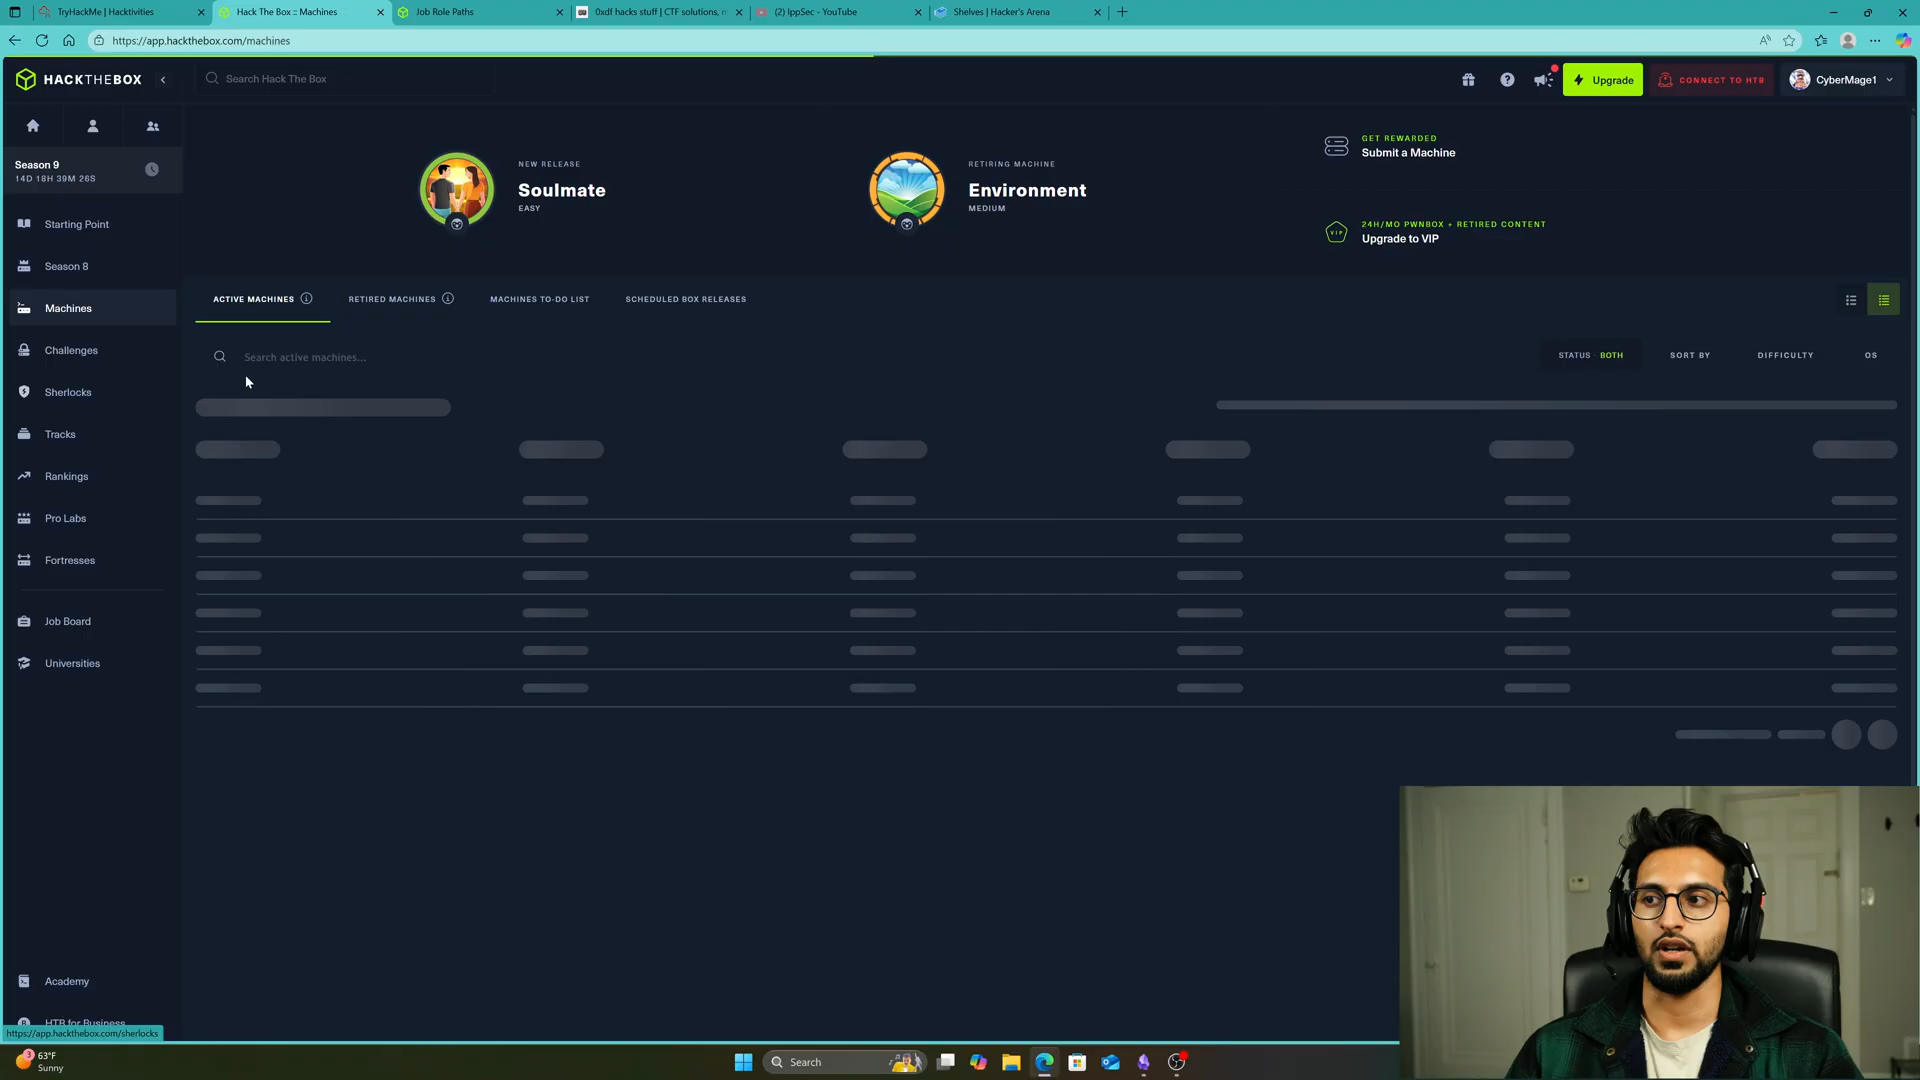 TryHackMe | Hacktivities
Hack The Box :: Machines
Job Role Paths
0xdf hacks stuff | CTF solutions, m
(2) IppSec - YouTube
Shelves | Hacker's Arena
https://app.hackthebox.com/machines
HACKTHEBOX
Search Hack The Box
Upgrade
CONNECT TO HTB
CyberMage1
Season 9
14D 18H 39M 26S
NEW RELEASE
Soulmate
EASY
RETIRING MACHINE
Environment
MEDIUM
GET REWARDED
Submit a Machine
VIP
24H/MO PWNBOX + RETIRED CONTENT
Upgrade to VIP
Starting Point
Season 8
Machines
Challenges
Sherlocks
Tracks
Rankings
Pro Labs
Fortresses
Job Board
Universities
Academy
HTB for Business
https://app.hackthebox.com/sherlocks
ACTIVE MACHINES
RETIRED MACHINES
MACHINES TO-DO LIST
SCHEDULED BOX RELEASES
Search active machines...
STATUS · BOTH
SORT BY
DIFFICULTY
OS
3
63°F
Sunny
Search